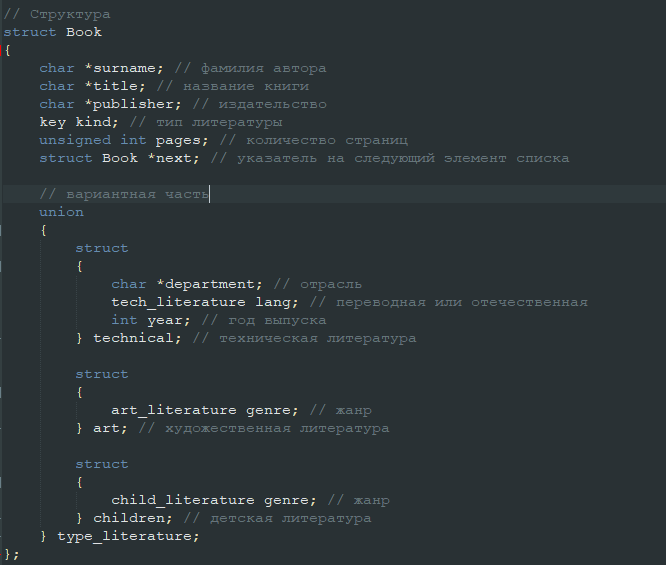 // Структура
struct Book
{
    char *surname; // фамилия автора
    char *title; // название книги
    char *publisher; // издательство
    key kind; // тип литературы
    unsigned int pages; // количество страниц
    struct Book *next; // указатель на следующий элемент списка
    // вариантная часть
    union
    {
        struct
        {
            char *department; // отрасль
            tech_literature lang; // переводная или отечественная
            int year; // год выпуска
        } technical; // техническая литература
        struct
        {
            art_literature genre; // жанр
        } art; // художественная литература
        struct
        {
            child_literature genre; // жанр
        } children; // детская литература
    } type_literature;
};